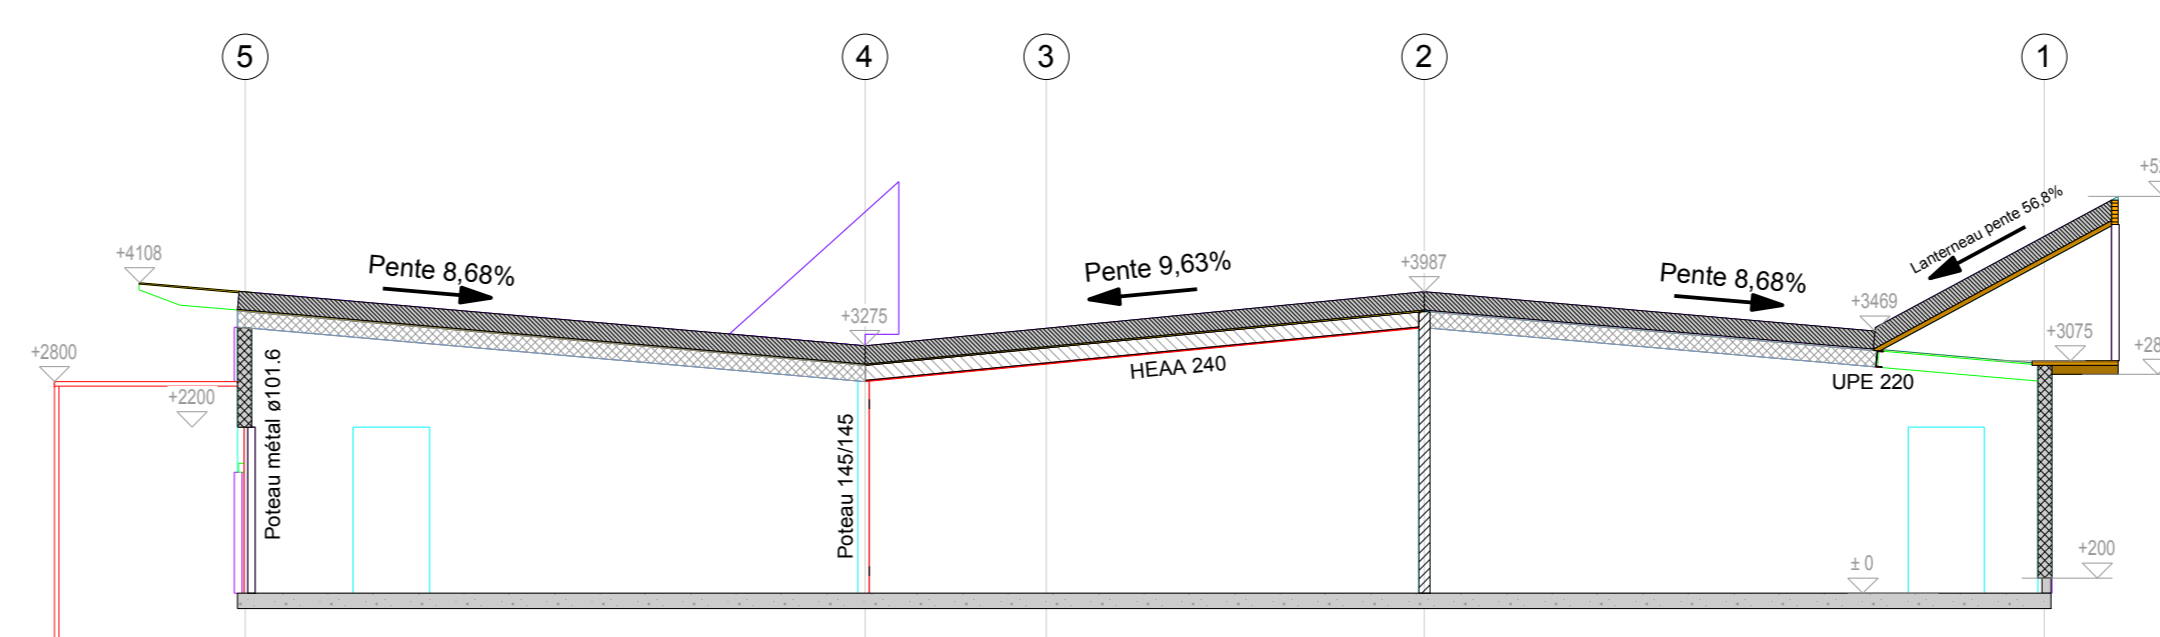 5
4
3
2
1
+4108
Pente 8,68%
+3275
Pente 9,63%
+3987
Pente 8,68%
+3469
Lanterneau pente 56,8%
+3075
+2800
+2200
Poteau métal ø101.6
Poteau 145/145
HEAA 240
UPE 220
± 0
+200